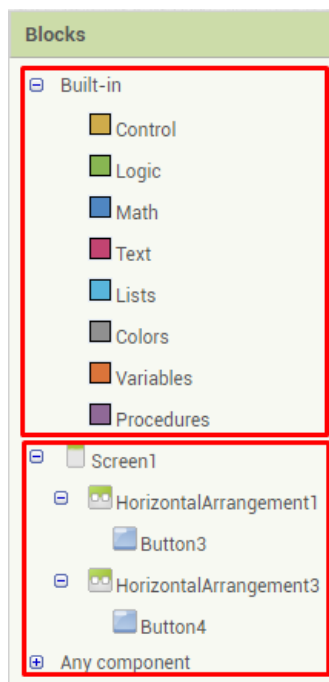 Blocks
Built-in
Control
Logic
Math
Text
Lists
Colors
Variables
Procedures
Screen1
HorizontalArrangement1
Button3
HorizontalArrangement3
Button4
Any component